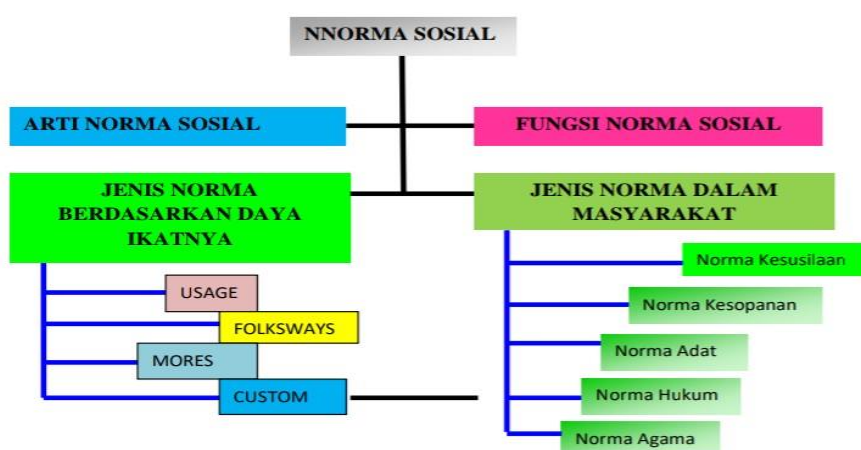 NNORMA SOSIAL
ARTI NORMA SOSIAL
FUNGSI NORMA SOSIAL
JENIS NORMA
BERDASARKAN DAYA
IKATNYA
JENIS NORMA DALAM
MASYARAKAT
USAGE
FOLKSWAYS
MORES
CUSTOM
Norma Kesusilaan
Norma Kesopanan
Norma Adat
Norma Hukum
Norma Agama